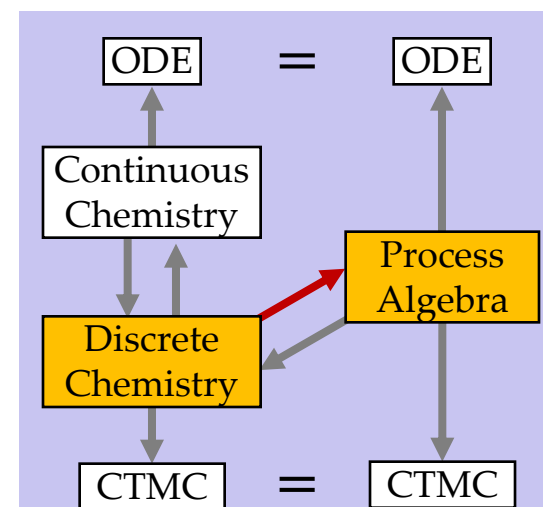 ODE = ODE
Continuous
Chemistry
Process
Algebra
Discrete
Chemistry
CTMC = CTMC